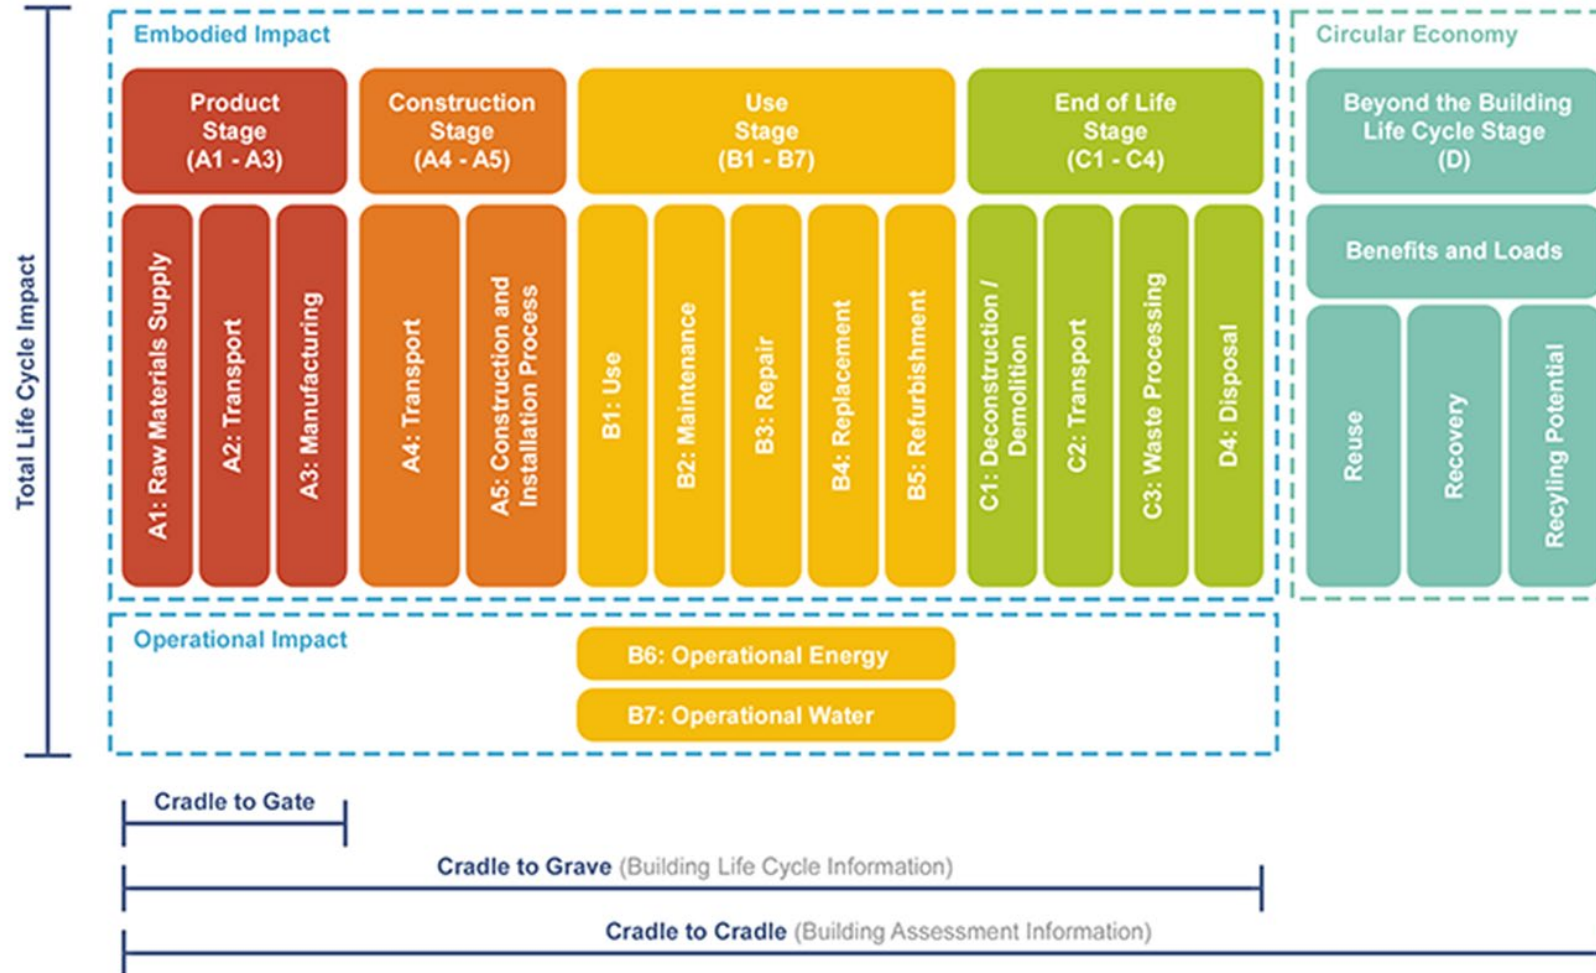 Total Life Cycle Impact
Embodied Impact
Product
Stage
(A1 - A3)
Construction
Stage
(A4 - A5)
Use
Stage
(B1 - B7)
End of Life
Stage
(C1 - C4)
A1: Raw Materials Supply
A2: Transport
A3: Manufacturing
A4: Transport
A5: Construction and
Installation Process
B1: Use
B2: Maintenance
B3: Repair
B4: Replacement
B5: Refurbishment
C1: Deconstruction /
Demolition
C2: Transport
C3: Waste Processing
D4: Disposal
Circular Economy
Beyond the Building
Life Cycle Stage
(D)
Benefits and Loads
Reuse
Recovery
Recyling Potential
Operational Impact
B6: Operational Energy
B7: Operational Water
Cradle to Gate
Cradle to Grave (Building Life Cycle Information)
Cradle to Cradle (Building Assessment Information)